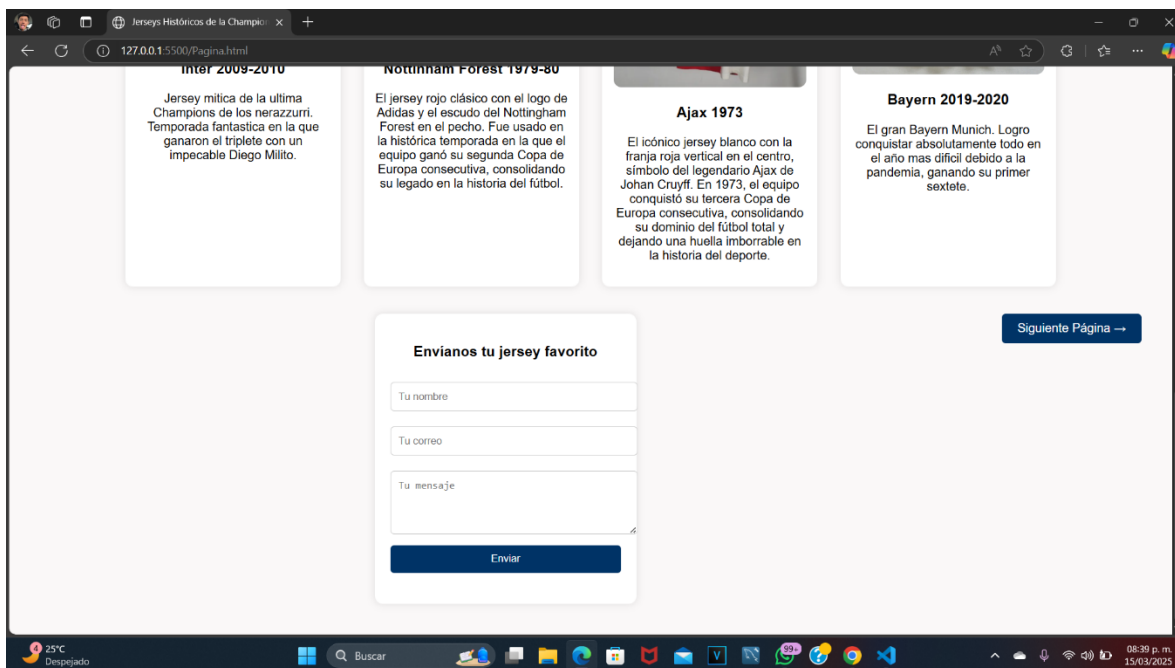 Jerseys Históricos de la Champion
127.0.0.1:5500/Pagina.html
Inter 2009-2010
Jersey mitica de la ultima
Champions de los nerazzurri.
Temporada fantastica en la que
ganaron el triplete con un
impecable Diego Milito.
Nottinham Forest 1979-80
El jersey rojo clásico con el logo de
Adidas y el escudo del Nottingham
Forest en el pecho. Fue usado en
la histórica temporada en la que el
equipo ganó su segunda Copa de
Europa consecutiva, consolidando
su legado en la historia del fútbol.
Ajax 1973
El icónico jersey blanco con la
franja roja vertical en el centro,
símbolo del legendario Ajax de
Johan Cruyff. En 1973, el equipo
conquistó su tercera Copa de
Europa consecutiva, consolidando
su dominio del fútbol total y
dejando una huella imborrable en
la historia del deporte.
Bayern 2019-2020
El gran Bayern Munich. Logro
conquistar absolutamente todo en
el año mas dificil debido a la
pandemia, ganando su primer
sextete.
Siguiente Página →
Envianos tu jersey favorito
Tu nombre
Tu correo
Tu mensaje
Enviar
4
25°C
Despejado
Buscar
99+
08:39 p. m.
15/03/2025